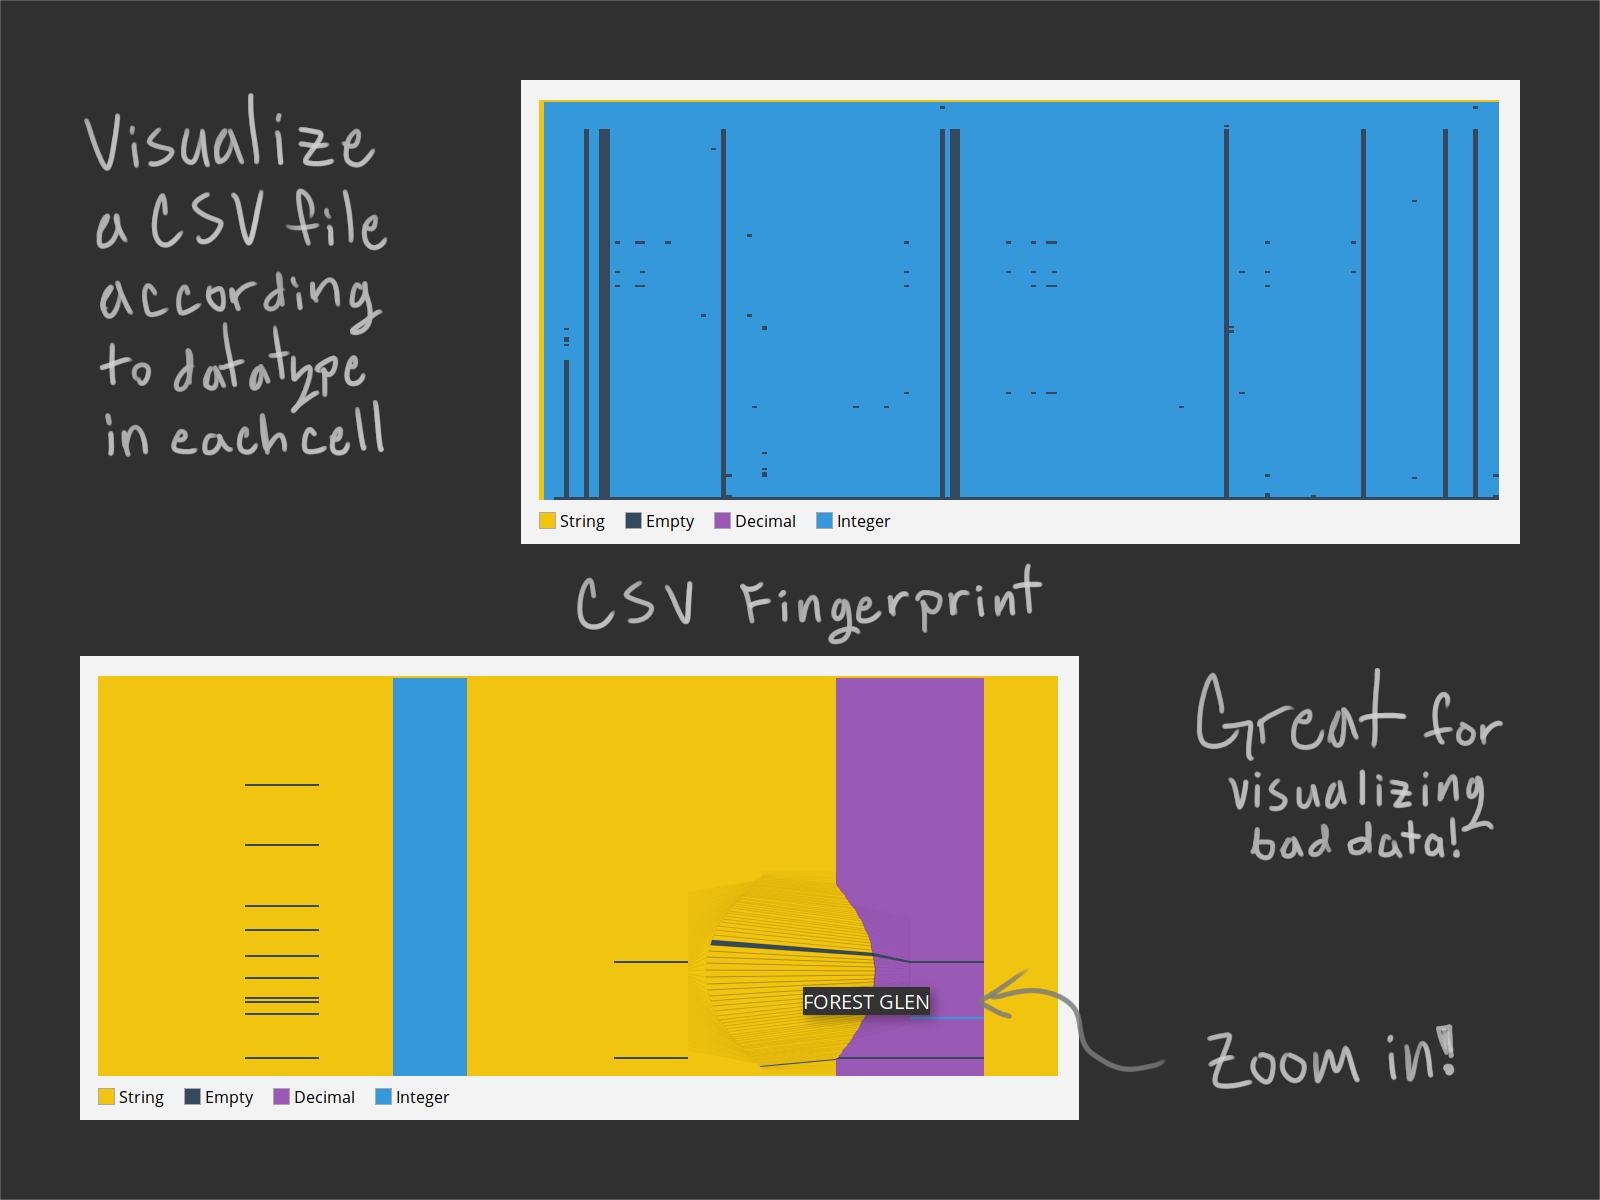 Visualize
a CSV file
according
to datatype
in each cell
String Empty Decimal Integer
CSV Fingerprint
FOREST GLEN
String Empty Decimal Integer
Great for
visualizing
bad data!
Zoom in!